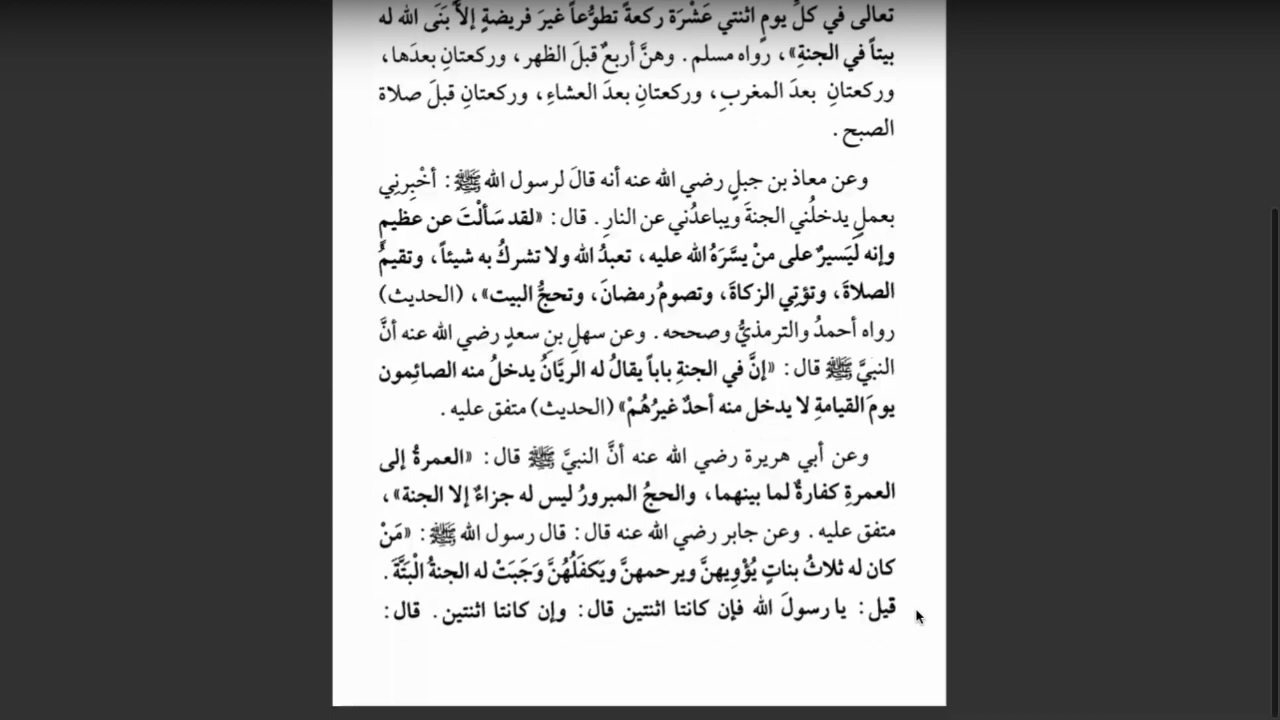 تعالى في كلِّ يومٍ اثنتي عَشْرَة ركعةً تطوُّعاً غيرَ فريضةٍ إلاَّ بَنَى الله له
بيتاً في الجنةِ»، رواه مسلم. وهنَّ أربعٌ قبلَ الظهر، وركعتانِ بعدَها،
وركعتانِ بعدَ المغربِ، وركعتانِ بعدَ العشاءِ، وركعتانِ قبلَ صلاة
الصبح.
وعن معاذ بن جبلٍ رضي الله عنه أنه قالَ لرسول الله ﷺ: أخْبِرنِي
بعملٍ يدخلُني الجنةَ ويباعدُني عن النارِ. قال: «لقد سَألْتَ عن عظيمٍ
وإنه لَيَسيرٌ على منْ يسَّرَهُ الله عليه، تعبدُ الله ولا تشركُ به شيئاً، وتقيمُ
الصلاةَ، وتؤتِي الزكاةَ، وتصومُ رمضانَ، وتحجُّ البيت»، (الحديث)
رواه أحمدُ والترمذيُّ وصححه. وعن سهلِ بنِ سعدٍ رضي الله عنه أنَّ
النبيَّ ﷺ قال: «إنَّ في الجنةِ باباً يقالُ له الريَّانُ يدخلُ منه الصائِمون
يومَ القيامةِ لا يدخل منه أحدٌ غيرُهُمْ» (الحديث) متفق عليه.
وعن أبي هريرة رضي الله عنه أنَّ النبيَّ ﷺ قال: «العمرةُ إلى
العمرةِ كفارةٌ لما بينهما، والحجُ المبرورُ ليس له جزاءٌ إلا الجنة»،
متفق عليه. وعن جابر رضي الله عنه قال: قال رسول الله ﷺ: «مَنْ
كان له ثلاثُ بناتٍ يُؤْوِيهنَّ ويرحمهنَّ ويَكفَلُهُنَّ وَجَبَتْ له الجنةُ الْبَتَّةَ.
قيل: يا رسولَ الله فإن كانتا اثنتين قال: وإن كانتا اثنتين. قال: